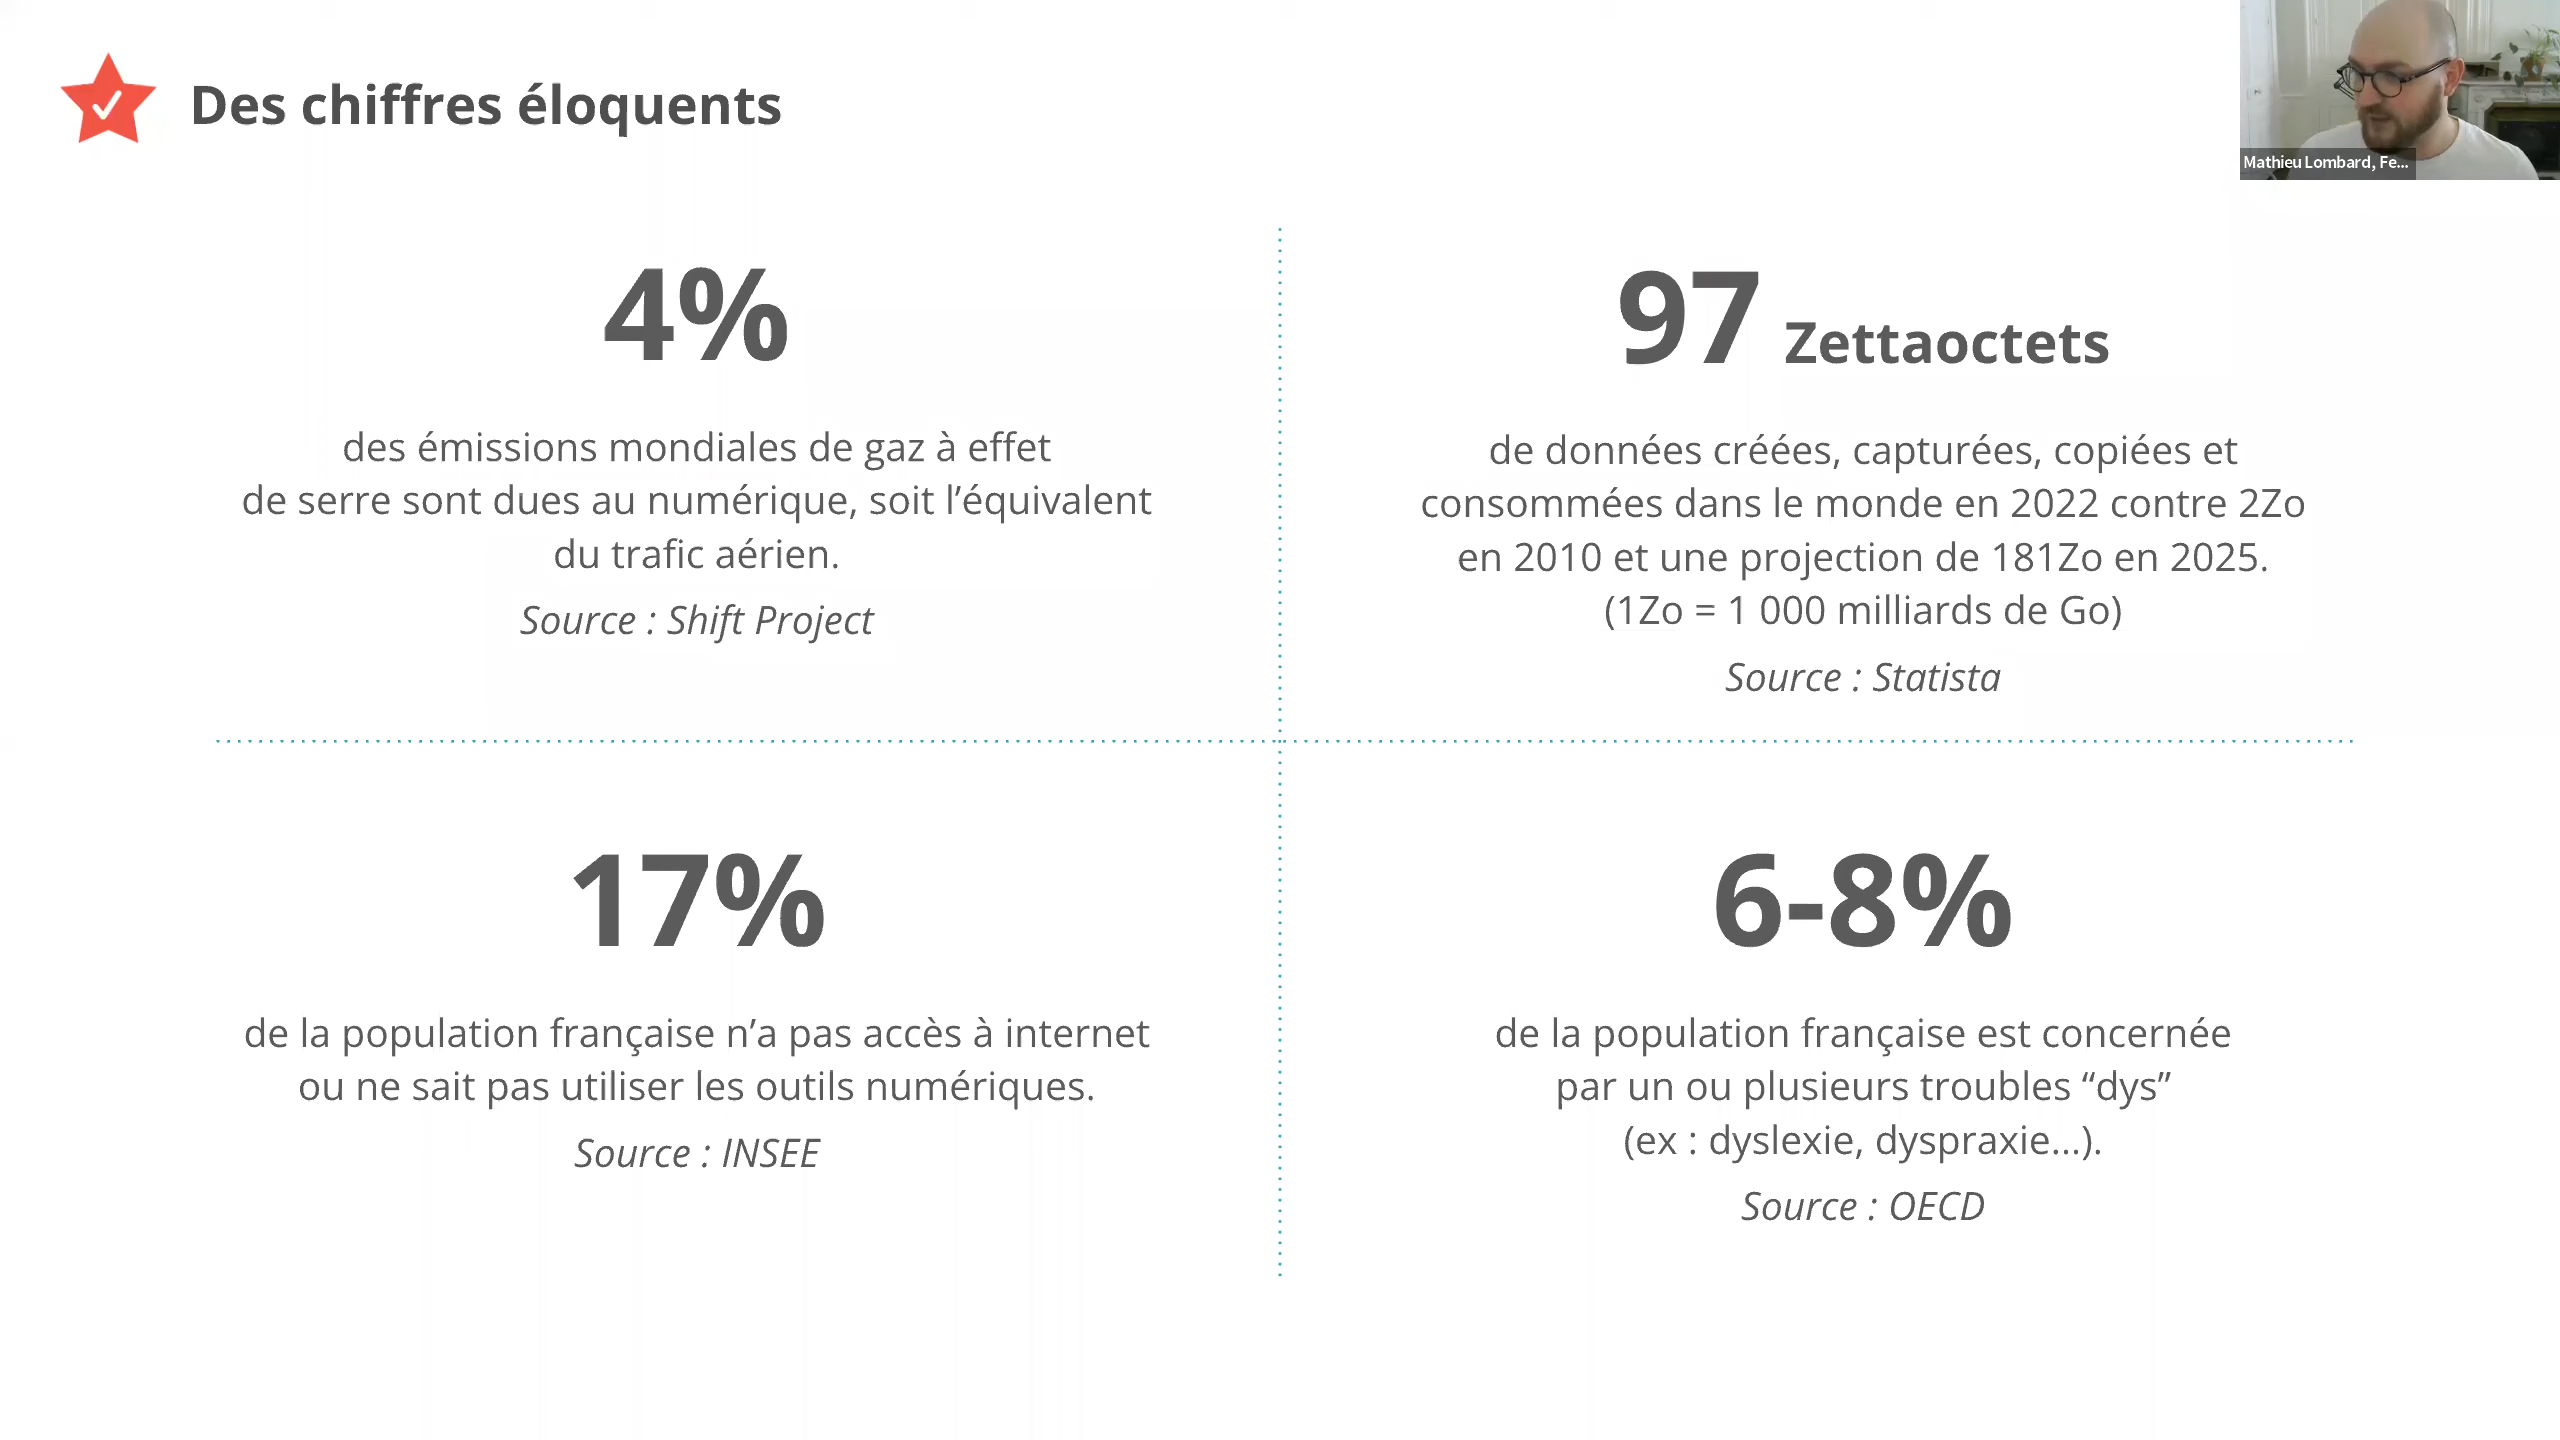 Des chiffres éloquents
Mathieu Lombard, Fe...
4%
des émissions mondiales de gaz à effet
de serre sont dues au numérique, soit l’équivalent
du trafic aérien.
Source : Shift Project
97 Zettaoctets
de données créées, capturées, copiées et
consommées dans le monde en 2022 contre 2Zo
en 2010 et une projection de 181Zo en 2025.
(1Zo = 1 000 milliards de Go)
Source : Statista
17%
de la population française n’a pas accès à internet
ou ne sait pas utiliser les outils numériques.
Source : INSEE
6-8%
de la population française est concernée
par un ou plusieurs troubles “dys”
(ex : dyslexie, dyspraxie...).
Source : OECD